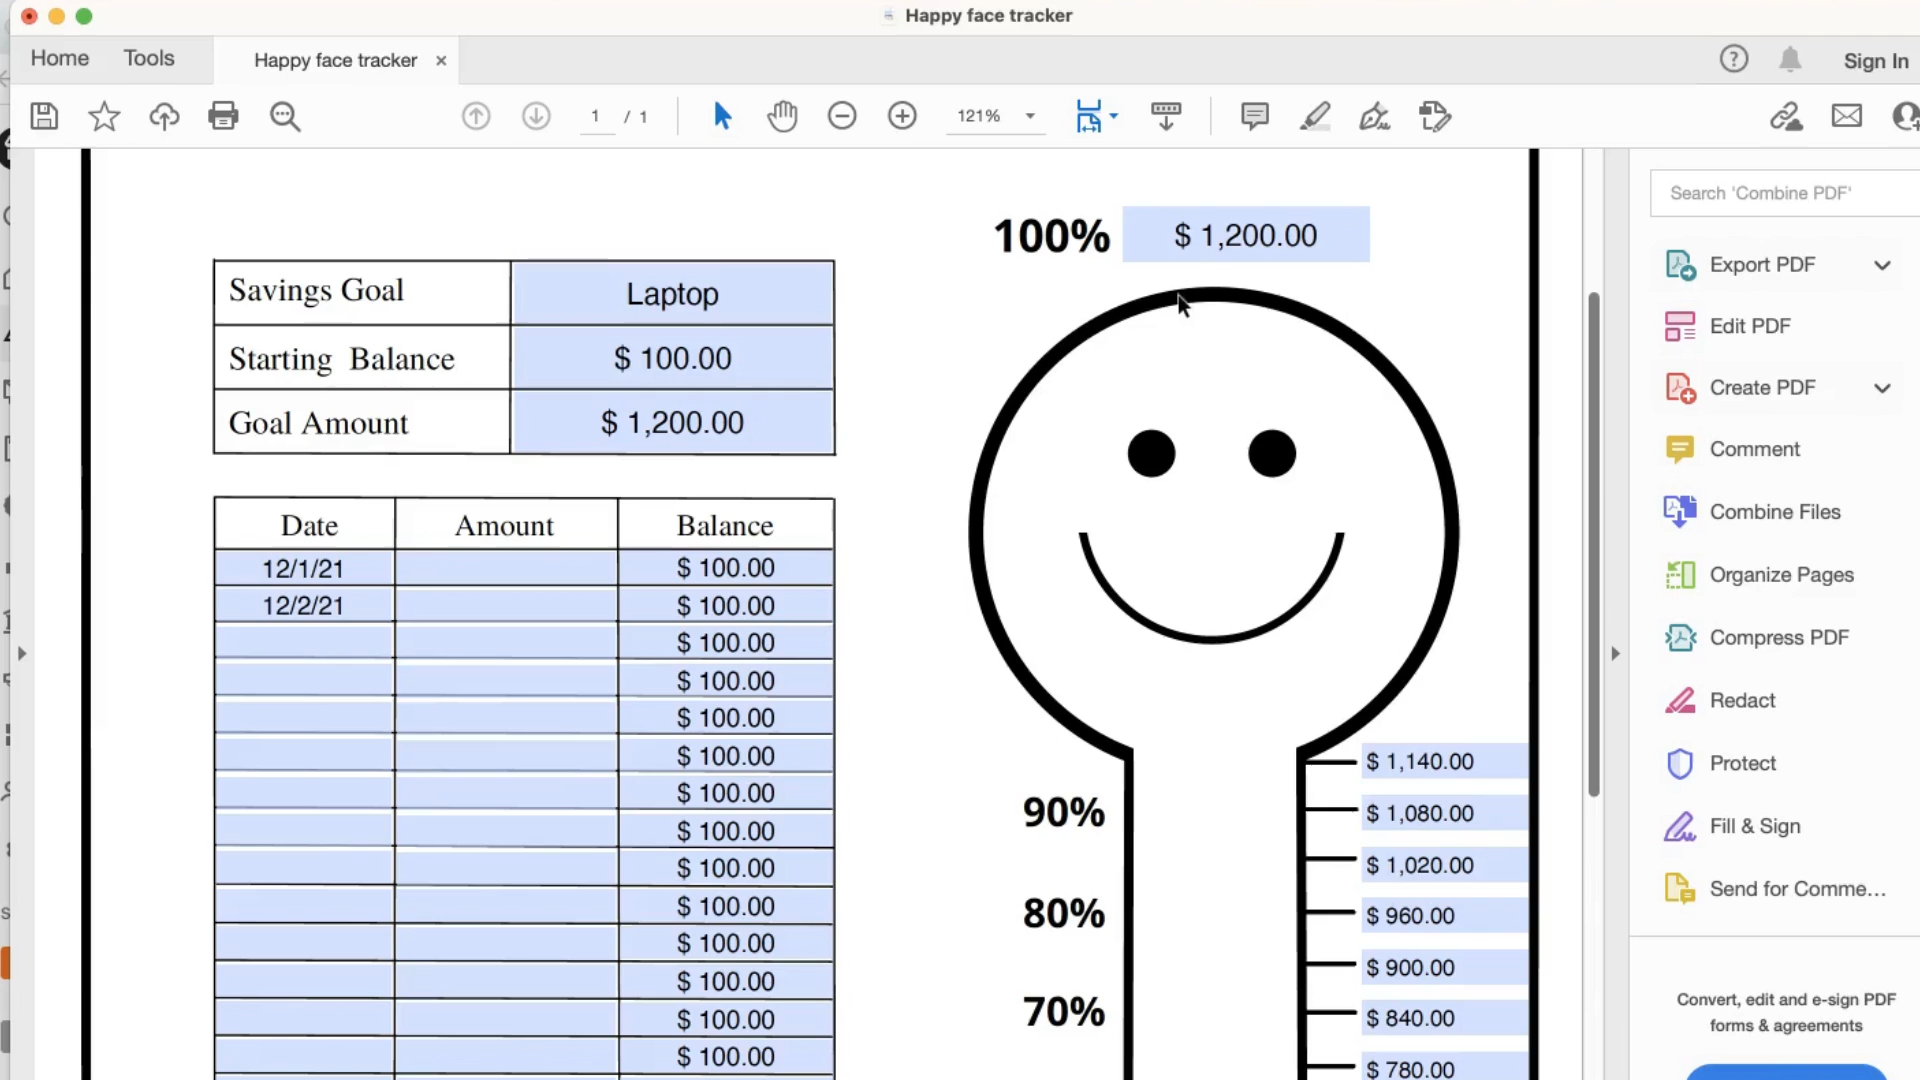 Happy face tracker
Home
Tools
Happy face tracker
Sign In
1 / 1
121%
Search 'Combine PDF'
Export PDF
Edit PDF
Create PDF
Comment
Combine Files
Organize Pages
Compress PDF
Redact
Protect
Fill & Sign
Send for Comme...
Convert, edit and e-sign PDF
forms & agreements
Savings Goal Laptop
Starting Balance $ 100.00
Goal Amount $ 1,200.00
Date Amount Balance
12/1/21 $ 100.00
12/2/21 $ 100.00
$ 100.00
$ 100.00
$ 100.00
$ 100.00
$ 100.00
$ 100.00
$ 100.00
$ 100.00
$ 100.00
$ 100.00
$ 100.00
$ 100.00
100% $ 1,200.00
$ 1,140.00
90% $ 1,080.00
$ 1,020.00
80% $ 960.00
$ 900.00
70% $ 840.00
$ 780.00